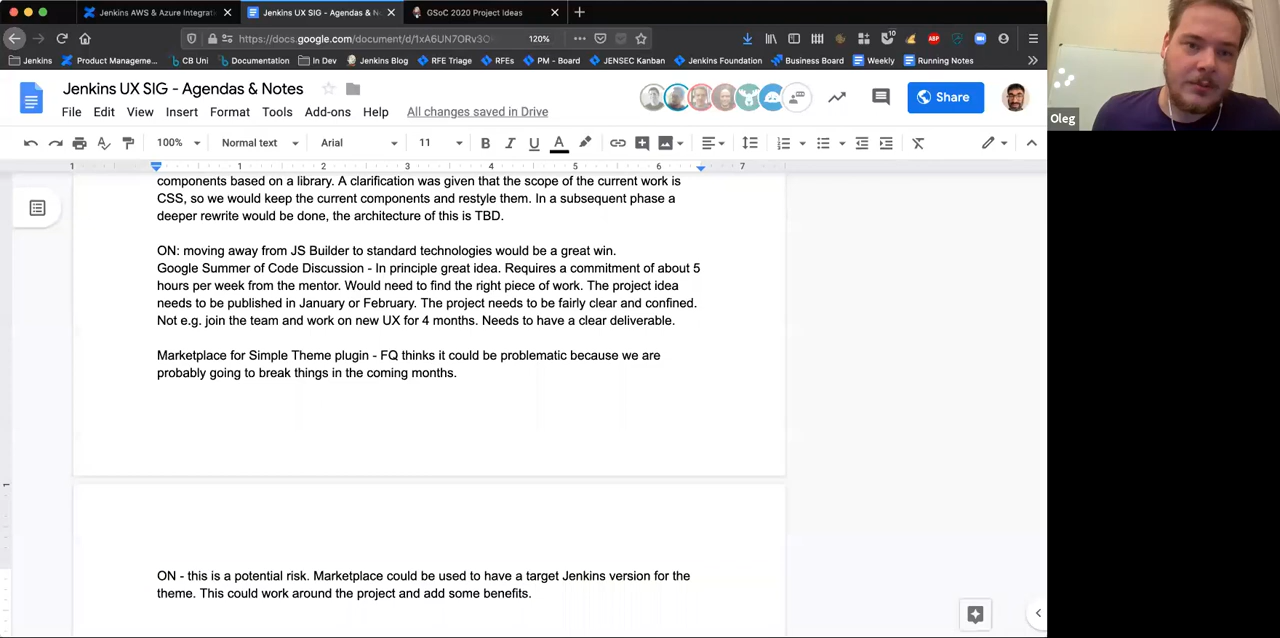 Jenkins AWS & Azure Integrat
Jenkins UX SIG - Agendas & N
GSoC 2020 Project Ideas
https://docs.google.com/document/d/1xA6UN7ORv3O
120%
Jenkins
Product Manageme...
CB Uni
Documentation
In Dev
Jenkins Blog
RFE Triage
RFEs
PM - Board
JENSEC Kanban
Jenkins Foundation
Business Board
Weekly
Running Notes
Jenkins UX SIG - Agendas & Notes
Share
File Edit View Insert Format Tools Add-ons Help All changes saved in Drive
100% Normal text Arial 11 B I U A
1 1 2 3 4 5 6 7
components based on a library. A clarification was given that the scope of the current work is
CSS, so we would keep the current components and restyle them. In a subsequent phase a
deeper rewrite would be done, the architecture of this is TBD.
ON: moving away from JS Builder to standard technologies would be a great win.
Google Summer of Code Discussion - In principle great idea. Requires a commitment of about 5
hours per week from the mentor. Would need to find the right piece of work. The project idea
needs to be published in January or February. The project needs to be fairly clear and confined.
Not e.g. join the team and work on new UX for 4 months. Needs to have a clear deliverable.
Marketplace for Simple Theme plugin - FQ thinks it could be problematic because we are
probably going to break things in the coming months.
ON - this is a potential risk. Marketplace could be used to have a target Jenkins version for the
theme. This could work around the project and add some benefits.
Oleg